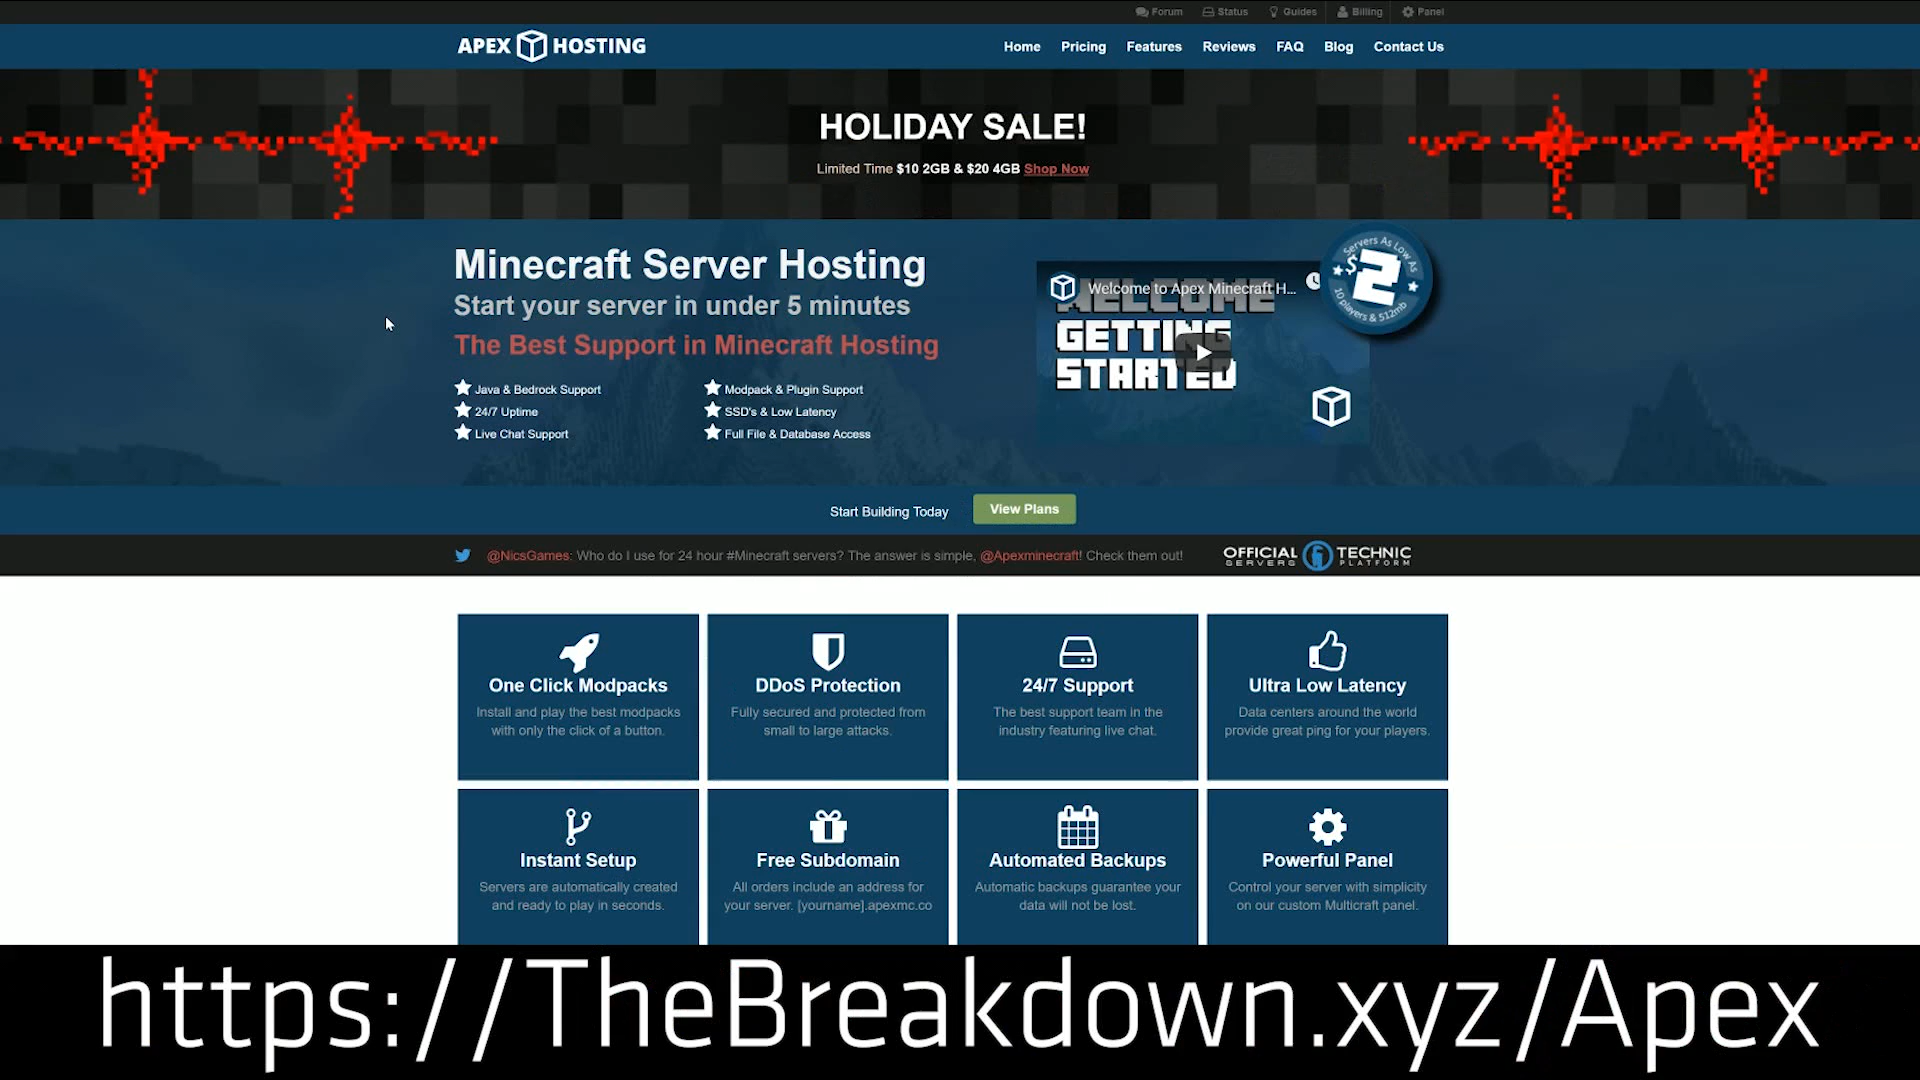 Forum Status Guides Billing Panel
APEX HOSTING
Home Pricing Features Reviews FAQ Blog Contact Us
HOLIDAY SALE!
Limited Time $10 2GB & $20 4GB Shop Now
Minecraft Server Hosting
Start your server in under 5 minutes
The Best Support in Minecraft Hosting
Java & Bedrock Support
Modpack & Plugin Support
24/7 Uptime
SSD's & Low Latency
Live Chat Support
Full File & Database Access
Welcome to Apex Minecraft H...
WELCOME
GETTING
STARTED
Servers As Low As
$2
10 players & 512mb
Start Building Today
View Plans
@NicsGames: Who do I use for 24 hour #Minecraft servers? The answer is simple, @Apexminecraft! Check them out!
OFFICIAL TECHNIC
SERVERS PLATFORM
One Click Modpacks
Install and play the best modpacks
with only the click of a button.
DDoS Protection
Fully secured and protected from
small to large attacks.
24/7 Support
The best support team in the
industry featuring live chat.
Ultra Low Latency
Data centers around the world
provide great ping for your players.
Instant Setup
Servers are automatically created
and ready to play in seconds.
Free Subdomain
All orders include an address for
your server. [yourname].apexmc.co
Automated Backups
Automatic backups guarantee your
data will not be lost.
Powerful Panel
Control your server with simplicity
on our custom Multicraft panel.
https://TheBreakdown.xyz/Apex